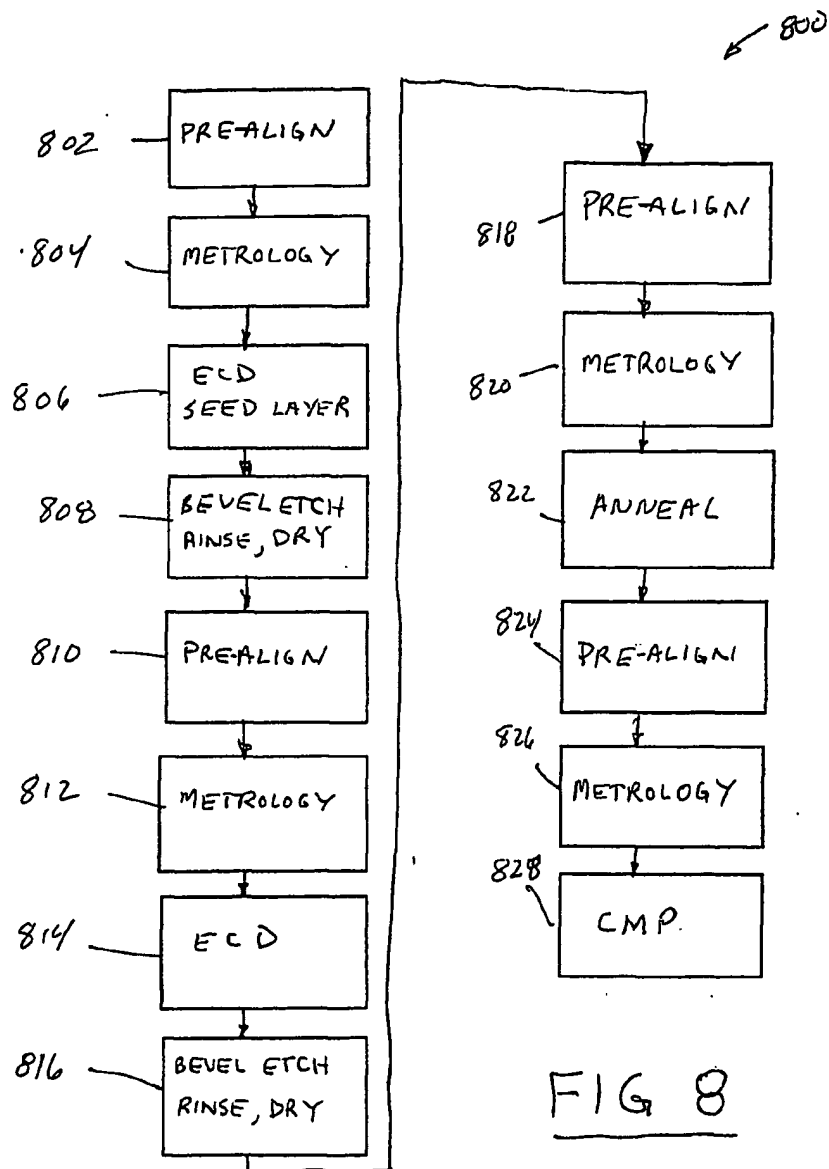 800
802
PRE-ALIGN
804
METROLOGY
806
ECD
SEED LAYER
808
BEVEL ETCH
RINSE, DRY
810
PRE-ALIGN
812
METROLOGY
814
ECD
816
BEVEL ETCH
RINSE, DRY
818
PRE-ALIGN
820
METROLOGY
822
ANNEAL
824
PRE-ALIGN
826
METROLOGY
828
CMP.
FIG 8